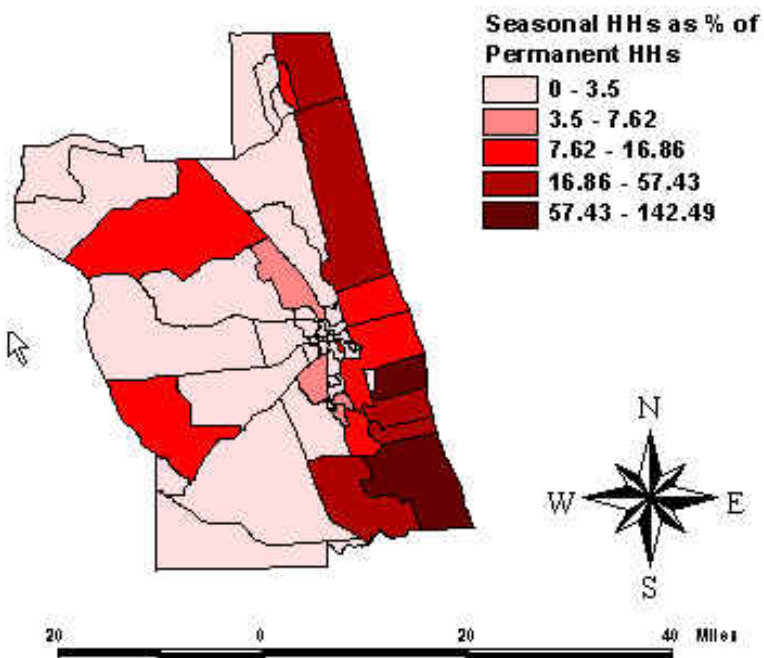 Seasonal HHs as % of
Permanent HHs
0 - 3.5
3.5 - 7.62
7.62 - 16.86
16.86 - 57.43
57.43 - 142.49
N
W E
S
20 0 20 40 Miles